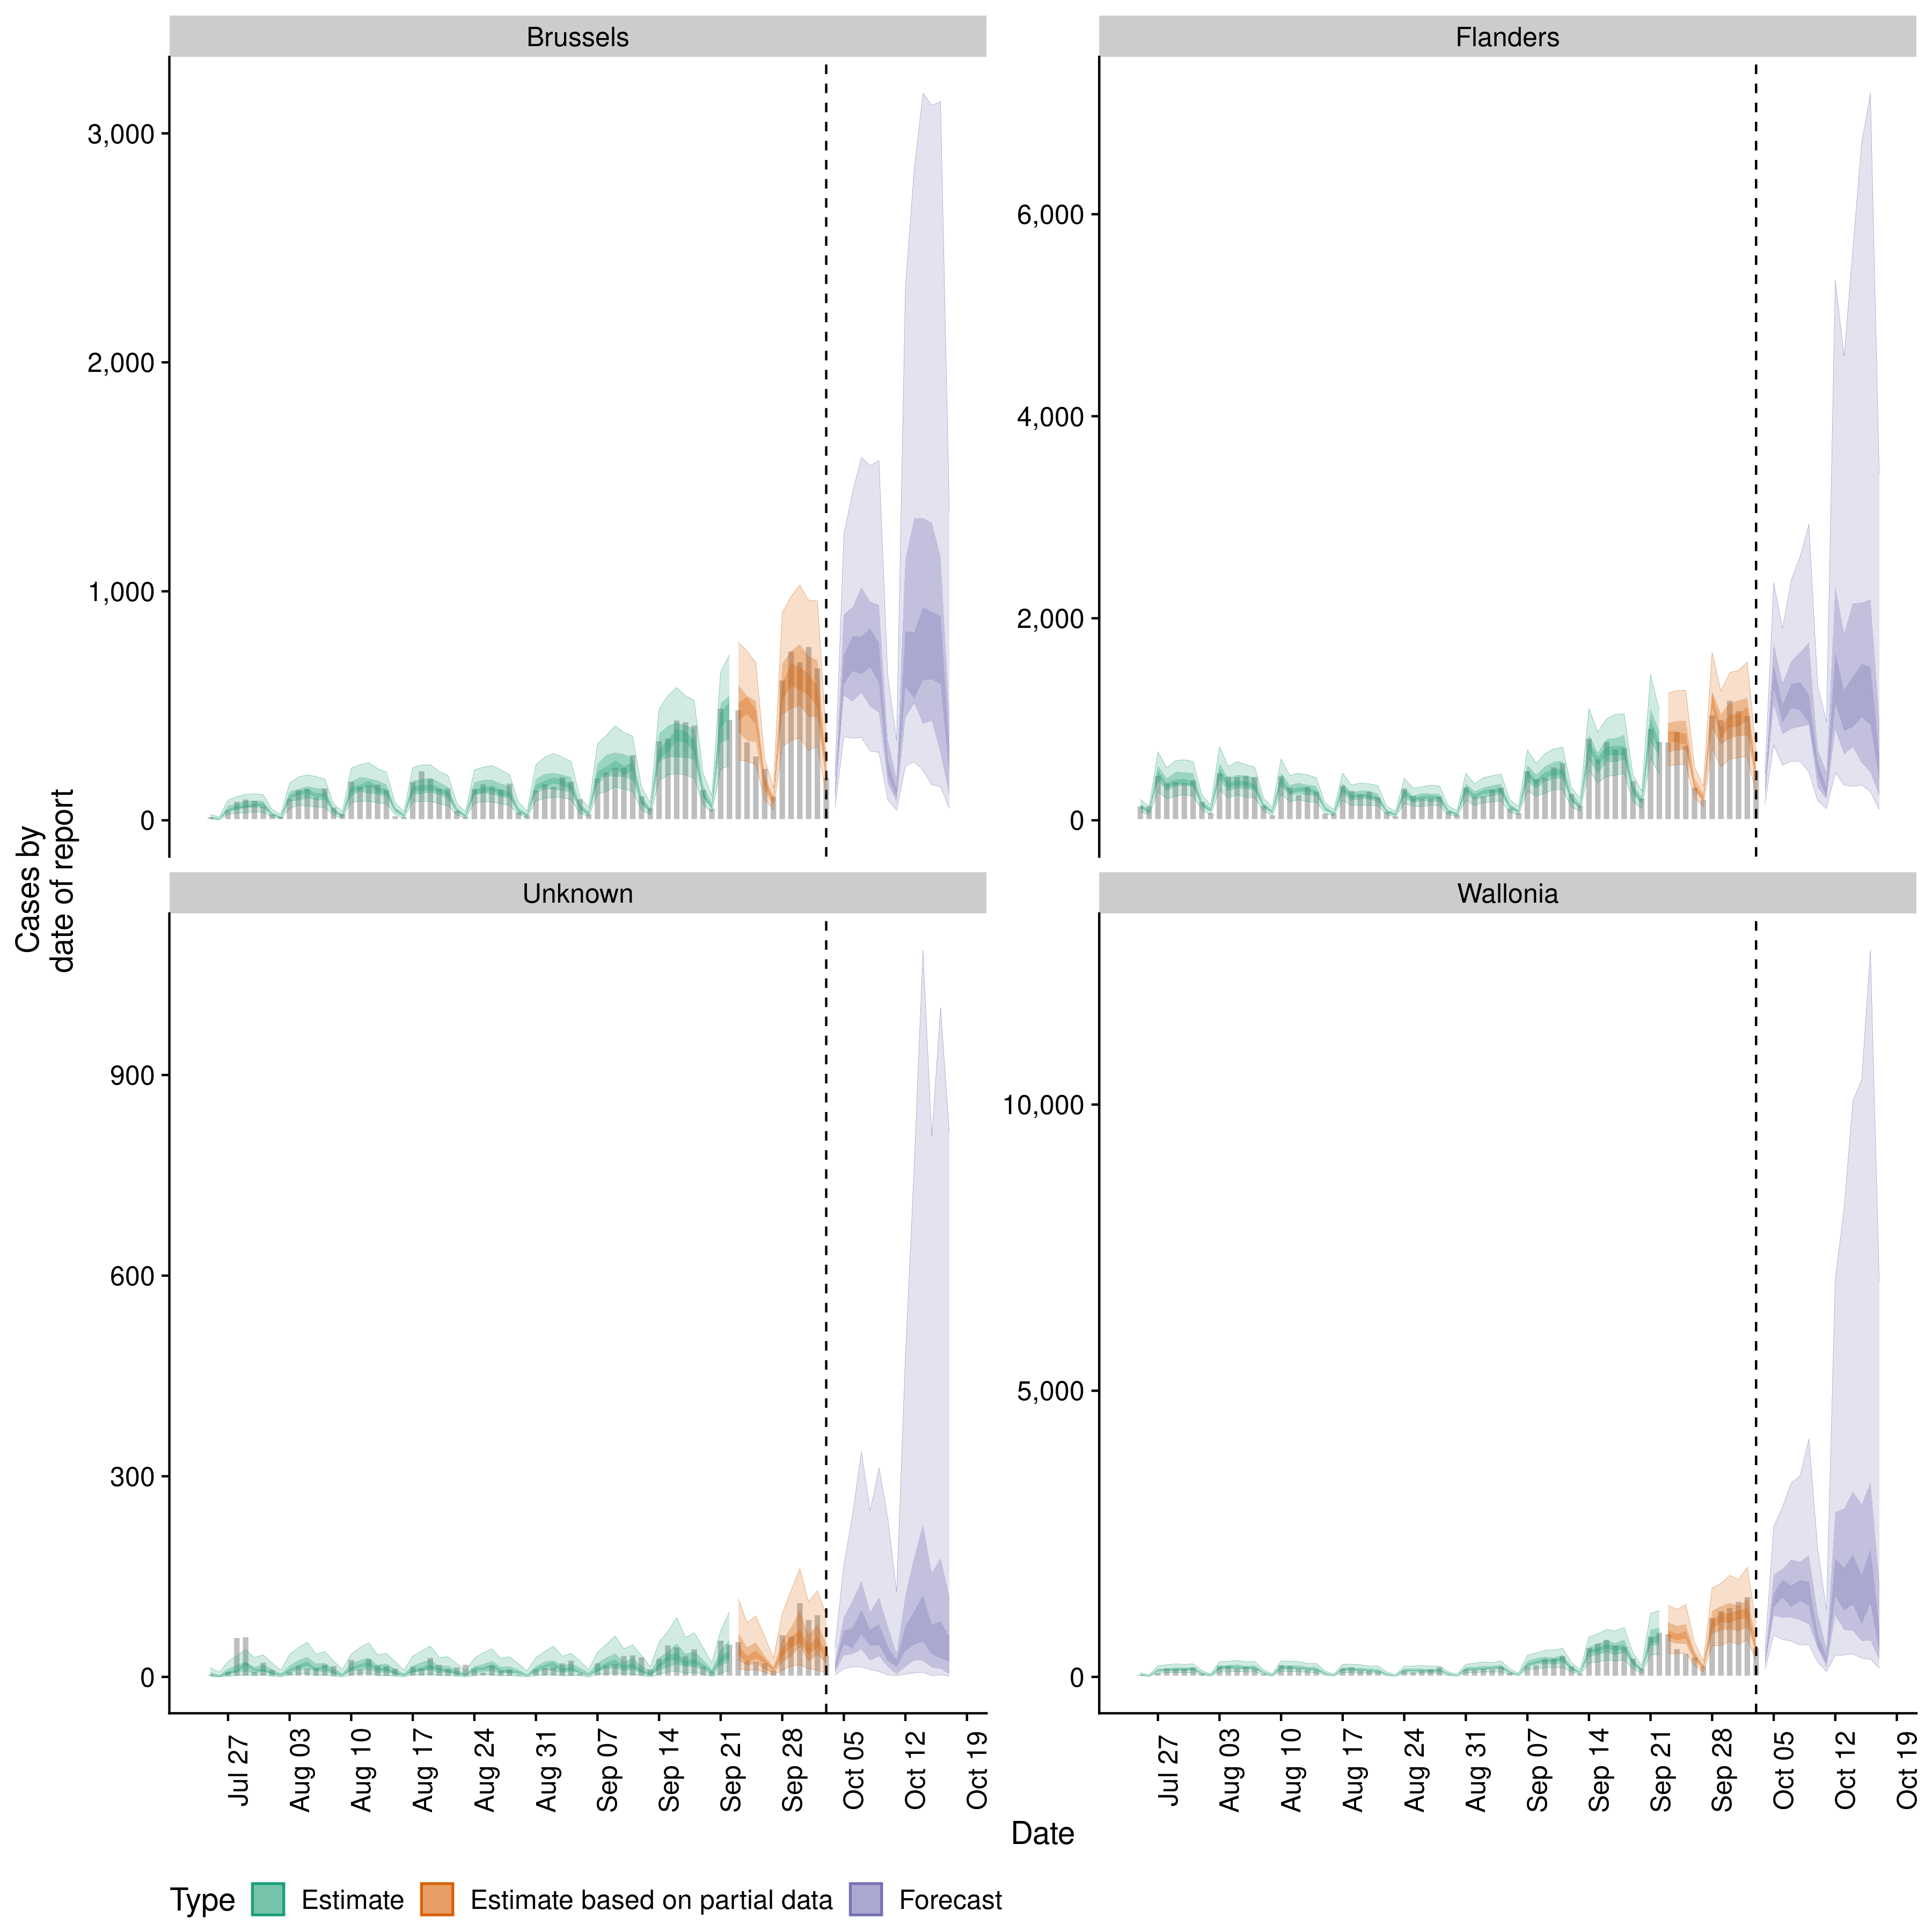 Brussels
Flanders
3,000
2,000
1,000
0
6,000
4,000
2,000
0
Cases by
date of report
Unknown
Wallonia
900
600
300
0
10,000
5,000
0
Jul 27
Aug 03
Aug 10
Aug 17
Aug 24
Aug 31
Sep 07
Sep 14
Sep 21
Sep 28
Oct 05
Oct 12
Oct 19
Jul 27
Aug 03
Aug 10
Aug 17
Aug 24
Aug 31
Sep 07
Sep 14
Sep 21
Sep 28
Oct 05
Oct 12
Oct 19
Date
Type Estimate Estimate based on partial data Forecast